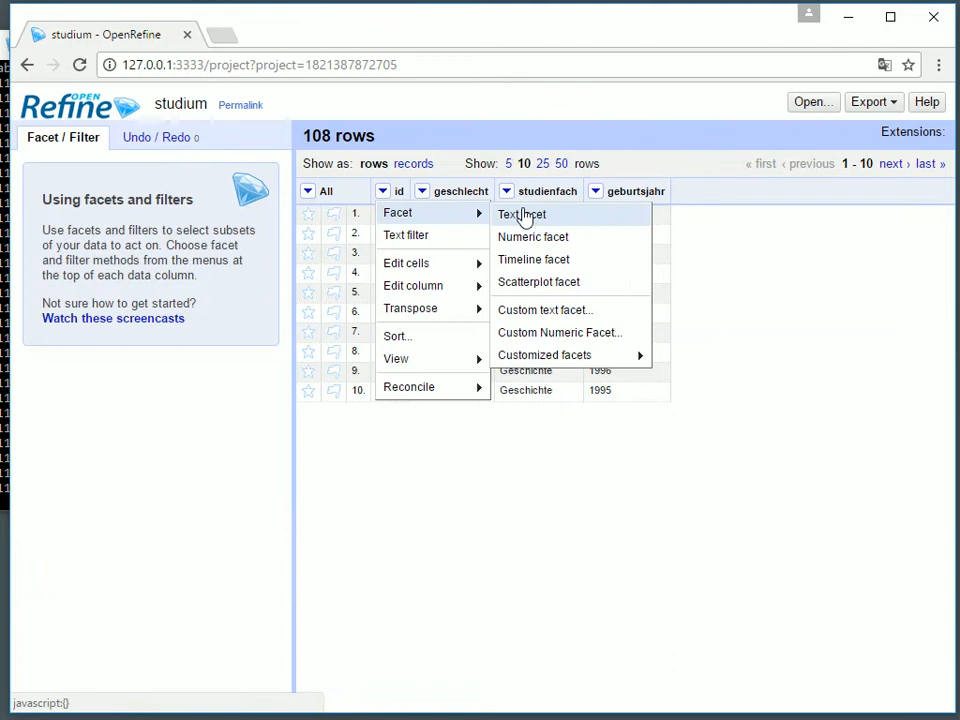 studium - OpenRefine
127.0.0.1:3333/project?project=1821387872705
OPEN
Refine studium Permalink Open... Export Help
Facet / Filter Undo / Redo 0 108 rows Extensions:
Show as: rows records Show: 5 10 25 50 rows « first ‹ previous 1 - 10 next › last »
All id geschlecht studienfach geburtsjahr
Using facets and filters
Use facets and filters to select subsets
of your data to act on. Choose facet
and filter methods from the menus at
the top of each data column.
Not sure how to get started?
Watch these screencasts
1.
2.
3.
4.
5.
6.
7.
8.
9. Geschichte 1996
10. Geschichte 1995
Facet
Text filter
Edit cells
Edit column
Transpose
Sort...
View
Reconcile
Text facet
Numeric facet
Timeline facet
Scatterplot facet
Custom text facet...
Custom Numeric Facet...
Customized facets
javascript:{}